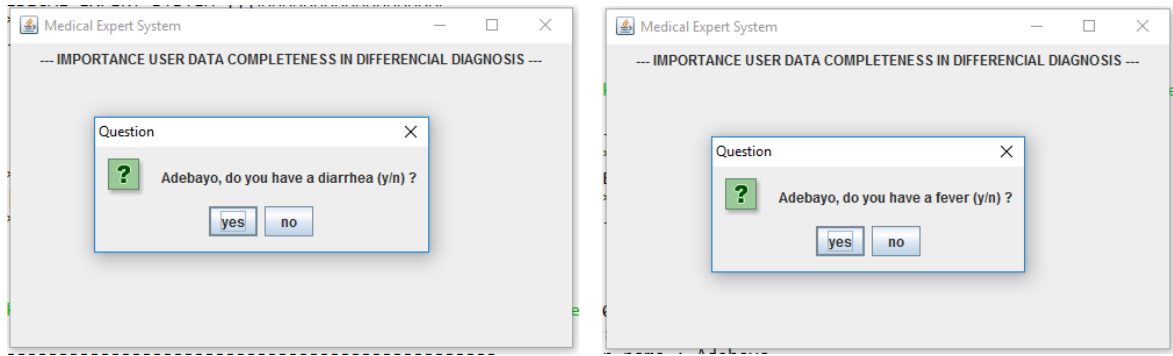 Medical Expert System
--- IMPORTANCE USER DATA COMPLETENESS IN DIFFERENCIAL DIAGNOSIS ---
Question
?
Adebayo, do you have a diarrhea (y/n) ?
yes no
Medical Expert System
--- IMPORTANCE USER DATA COMPLETENESS IN DIFFERENCIAL DIAGNOSIS ---
Question
?
Adebayo, do you have a fever (y/n) ?
yes no